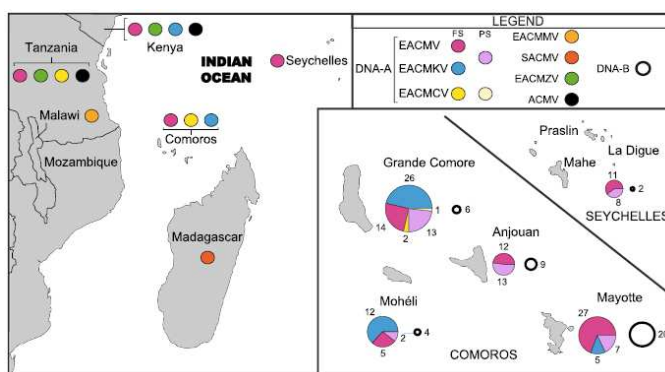 Tanzania
Kenya
INDIAN
OCEAN
Seychelles
Malawi
Comoros
Mozambique
Madagascar
LEGEND
FS PS
DNA-A
EACMV
EACMKV
EACMCV
EACMMV
SACMV
EACMZV
ACMV
DNA-B
Praslin
La Digue
Mahe
11
2
8
SEYCHELLES
Grande Comore
26
1
6
14
2
13
Anjouan
12
9
13
Mohéli
12
4
2
5
Mayotte
27
20
7
5
COMOROS